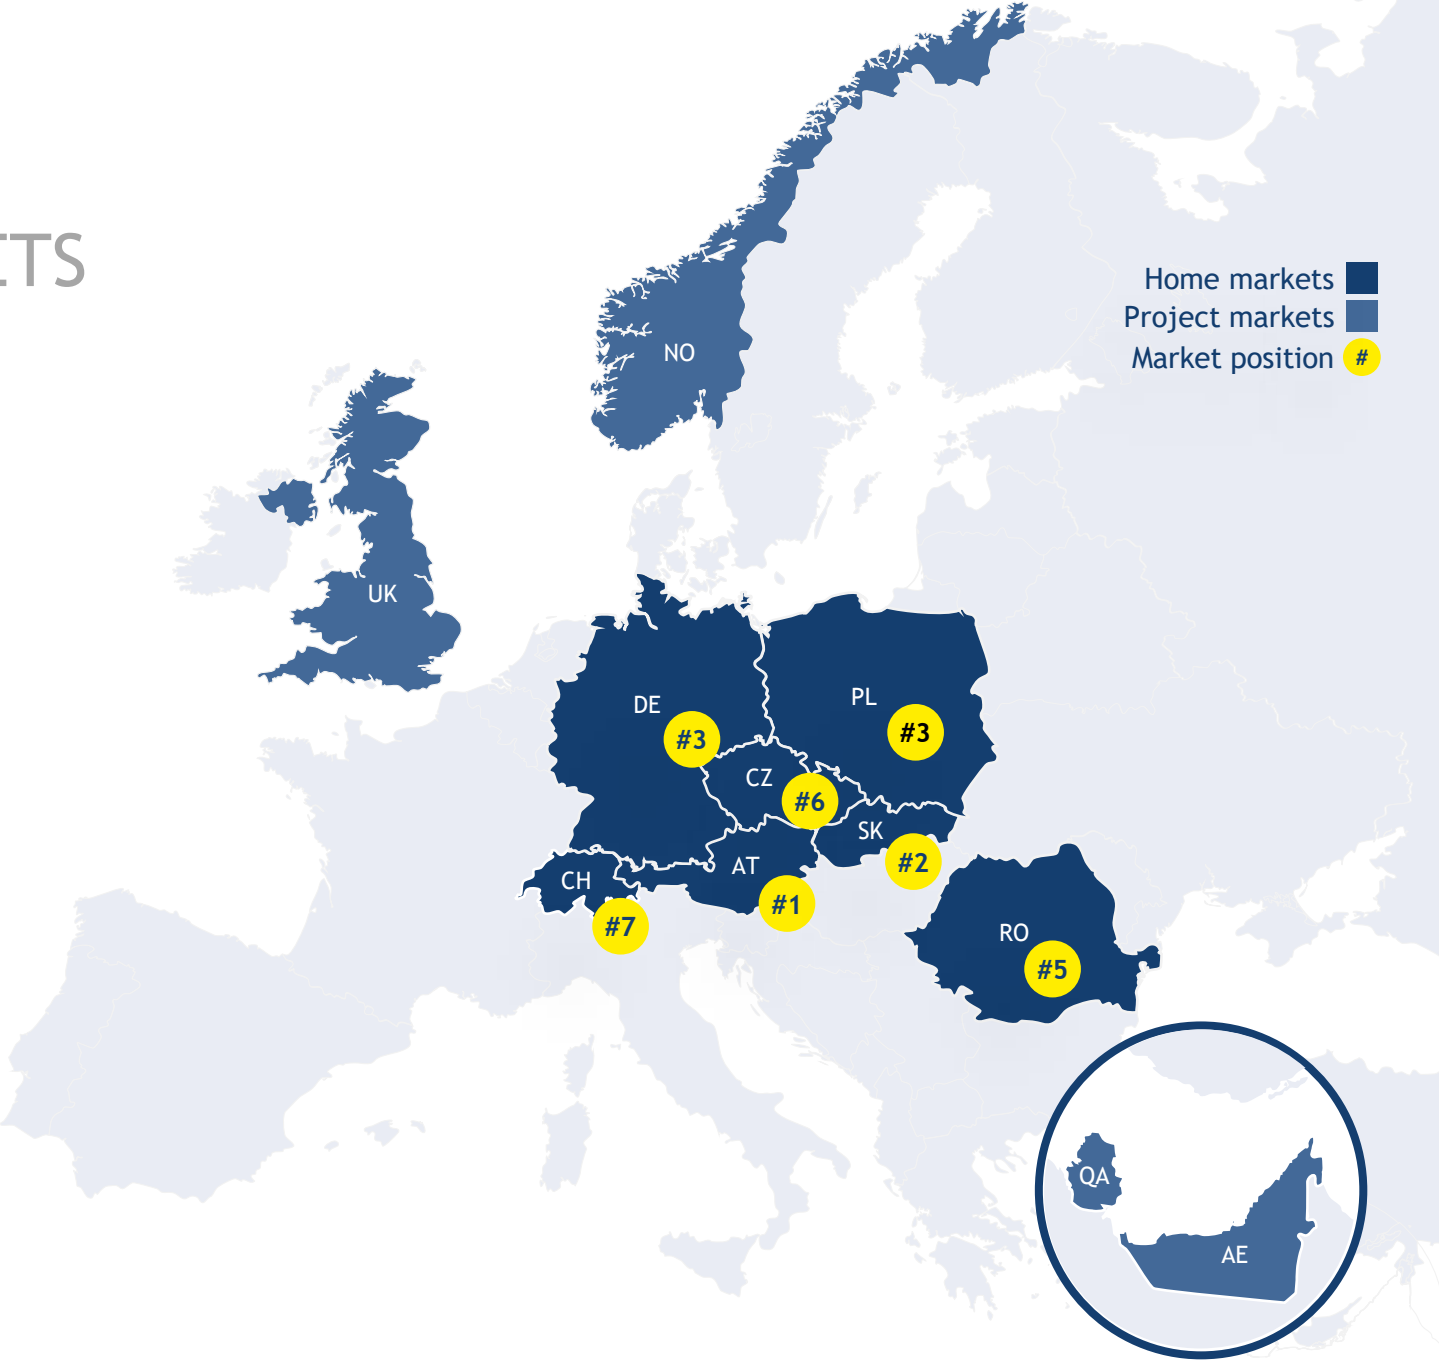 ETS
Home markets
Project markets
Market position #
NO
UK
DE
#3
PL
#3
CZ
#6
SK
#2
AT
#1
CH
#7
RO
#5
QA
AE